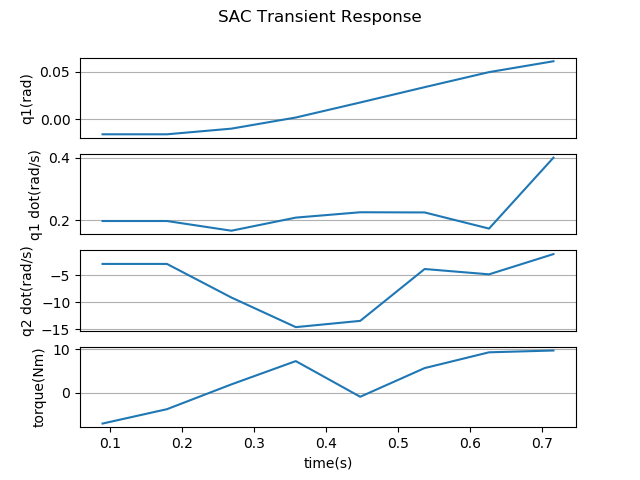 SAC Transient Response
q1(rad)
0.05
0.00
q1 dot(rad/s)
0.4
0.2
q2 dot(rad/s)
−5
−10
−15
torque(Nm)
10
0
0.1 0.2 0.3 0.4 0.5 0.6 0.7
time(s)